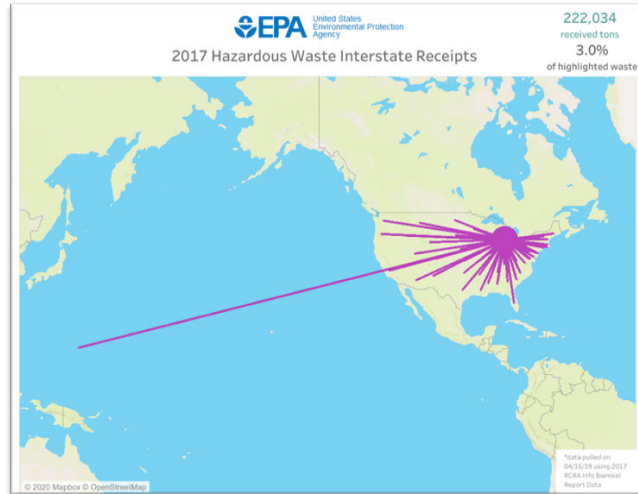 EPA
United States
Environmental Protection
Agency
2017 Hazardous Waste Interstate Receipts
222,034
received tons
3.0%
of highlighted waste
*data pulled on
04/16/19 using 2017
RCRA Info Biennial
Report Data
© 2020 Mapbox © OpenStreetMap